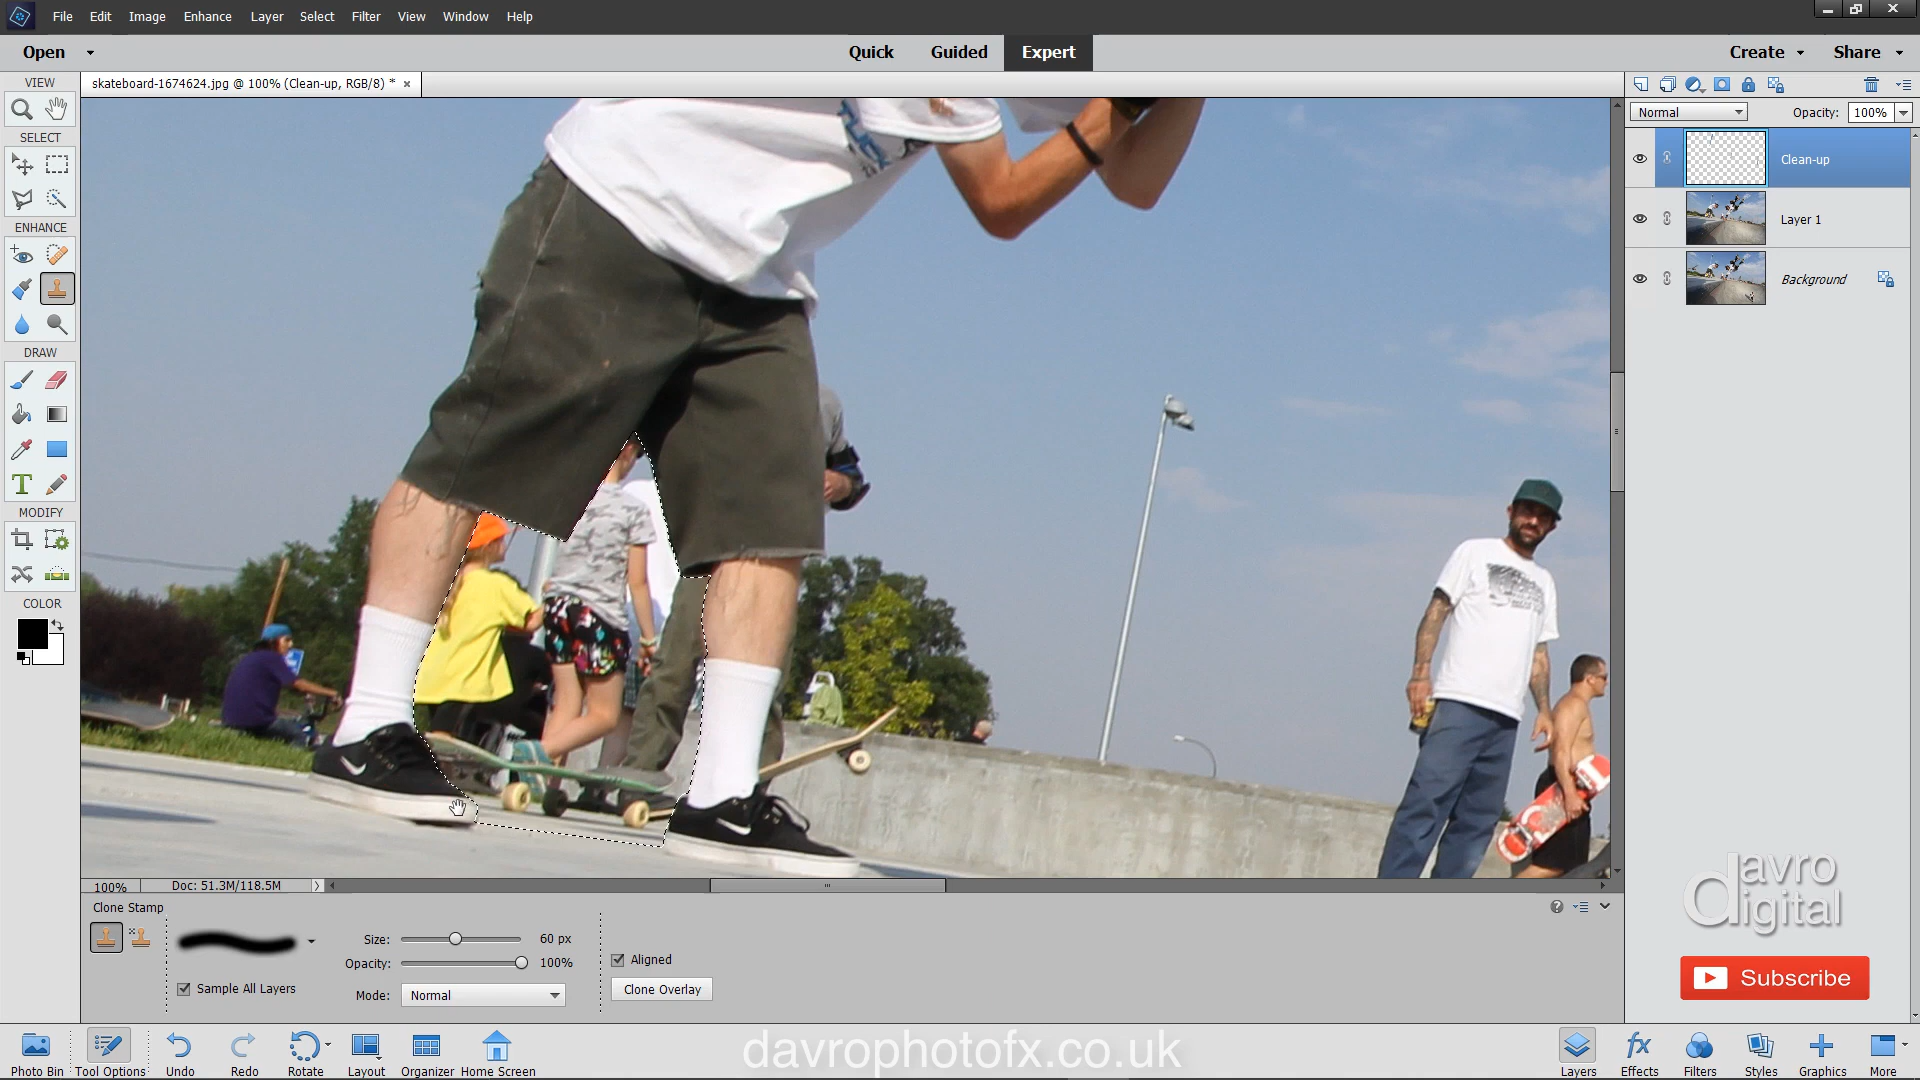 File Edit Image Enhance Layer Select Filter View Window Help
Open Quick Guided Expert Create Share
VIEW
skateboard-1674624.jpg @ 100% (Clean-up, RGB/8) * ×
Normal Opacity: 100%
SELECT
Clean-up
Layer 1
ENHANCE
Background
DRAW
T
MODIFY
COLOR
100% Doc: 51.3M/118.5M
Clone Stamp
Size: 60 px
Opacity: 100%
Aligned
Sample All Layers
Mode: Normal
Clone Overlay
davro
digital
Subscribe
davrophotofx.co.uk
Photo Bin Tool Options Undo Redo Rotate Layout Organizer Home Screen
fx
Layers Effects Filters Styles Graphics More